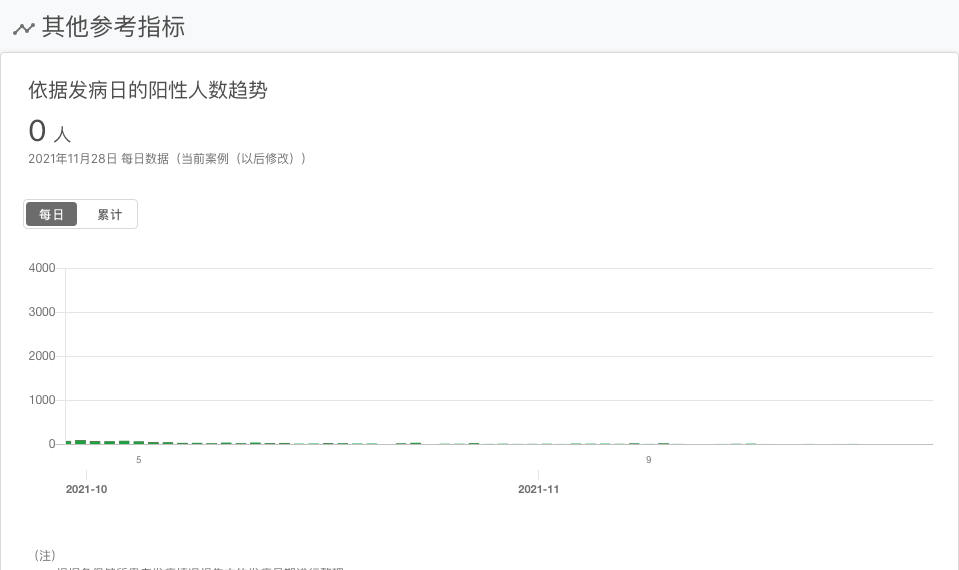 其他参考指标
依据发病日的阳性人数趋势
0 人
2021年11月28日 每日数据（当前案例（以后修改））
每日 累计
4000
3000
2000
1000
0
5 9
2021-10 2021-11
（注）